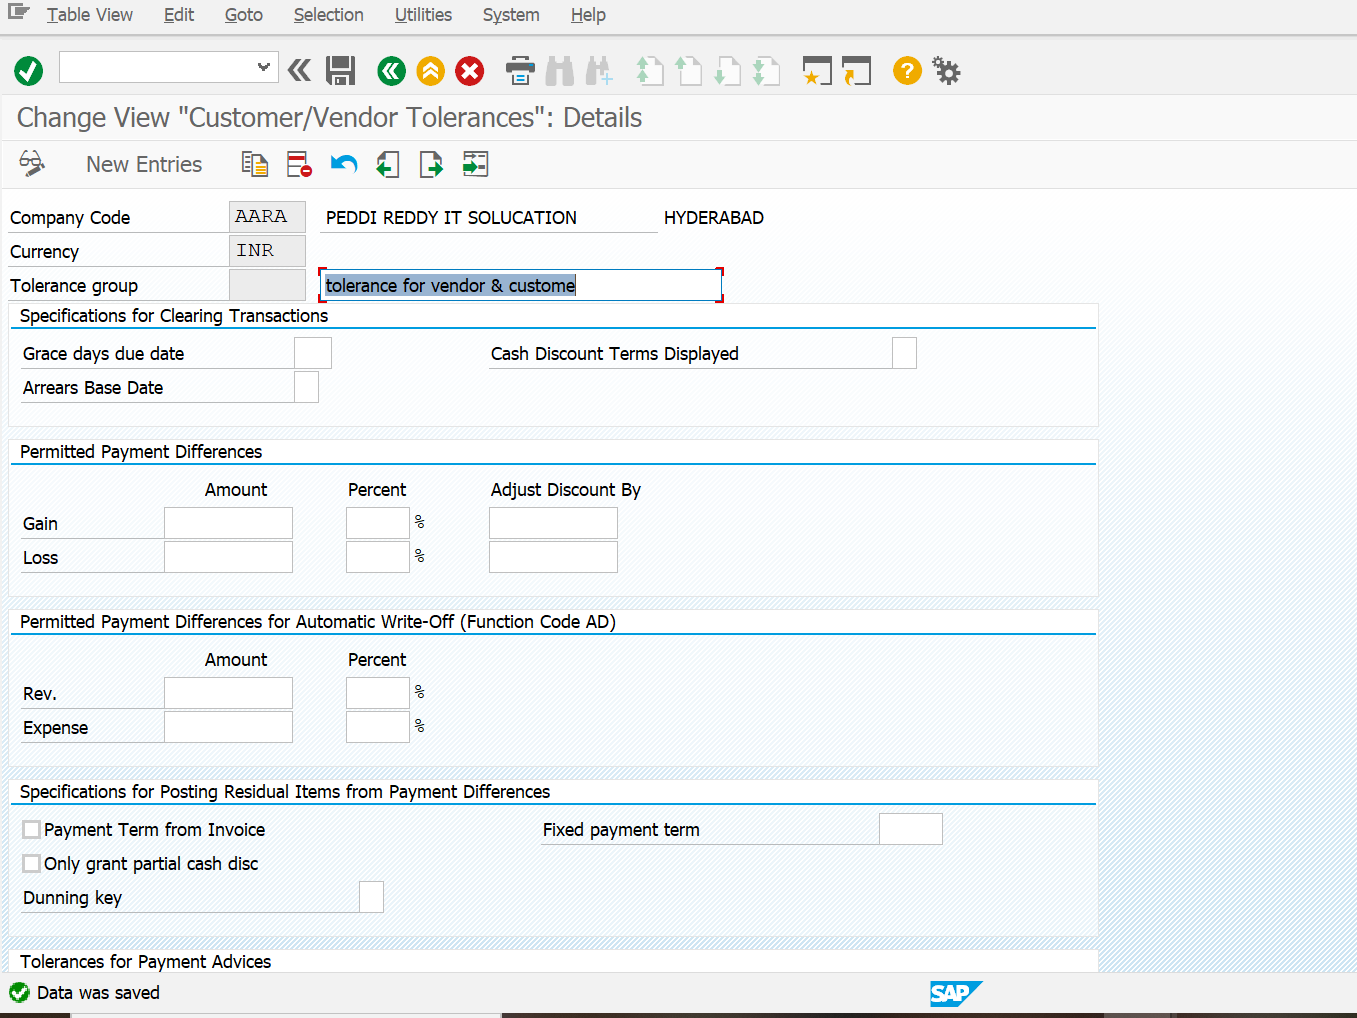 Table View Edit Goto Selection Utilities System Help
Change View "Customer/Vendor Tolerances": Details
New Entries
Company Code AARA PEDDI REDDY IT SOLUCATION HYDERABAD
Currency INR
Tolerance group tolerance for vendor & custome
Specifications for Clearing Transactions
Grace days due date Cash Discount Terms Displayed
Arrears Base Date
Permitted Payment Differences
Amount Percent Adjust Discount By
Gain %
Loss %
Permitted Payment Differences for Automatic Write-Off (Function Code AD)
Amount Percent
Rev. %
Expense %
Specifications for Posting Residual Items from Payment Differences
Payment Term from Invoice Fixed payment term
Only grant partial cash disc
Dunning key
Tolerances for Payment Advices
Data was saved SAP